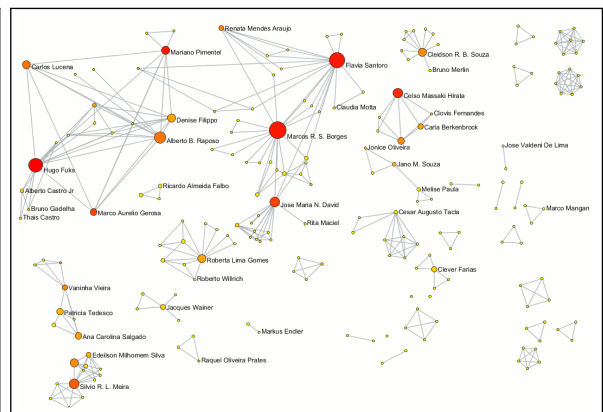 Renata Mendes Araujo
Mariano Pimentel
Cleidson R. B. Souza
Carlos Lucena
Flavia Santoro
Bruno Merlin
Celso Massaki Hirata
Claudia Motta
Clovis Fernandes
Denise Filippo
Carla Berkenbrock
Marcos R. S. Borges
Alberto B. Raposo
Jonice Oliveira
Jose Valdeni De Lima
Hugo Fuks
Jano M. Souza
Ricardo Almeida Falbo
Alberto Castro Jr
Melise Paula
Jose Maria N. David
Bruno Gadelha
Marco Aurelio Gerosa
Cesar Augusto Tacla
Marco Mangan
Thais Castro
Rita Maciel
Roberta Lima Gomes
Clever Farias
Roberto Willrich
Vaninha Vieira
Jacques Wainer
Patricia Tedesco
Markus Endler
Ana Carolina Salgado
Edeilson Milhomem Silva
Raquel Oliveira Prates
Silvio R. L. Meira